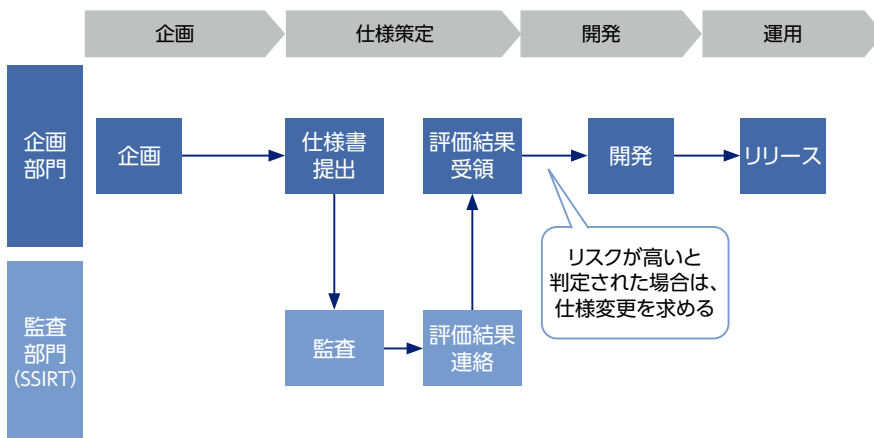 企画
仕様策定
開発
運用
企画
部門
企画
仕様書
提出
評価結果
受領
開発
リリース
リスクが高いと
判定された場合は、
仕様変更を求める
監査
部門
(SSIRT)
監査
評価結果
連絡